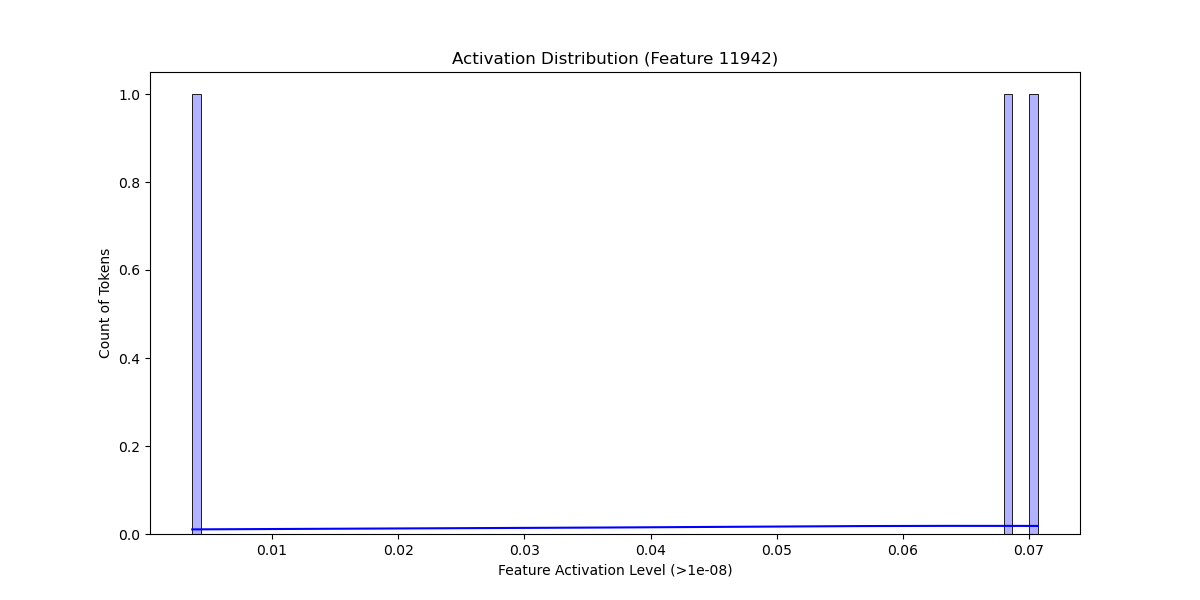 Activation Distribution (Feature 11942)
Count of Tokens
1.0
0.8
0.6
0.4
0.2
0.0
0.01 0.02 0.03 0.04 0.05 0.06 0.07
Feature Activation Level (>1e-08)